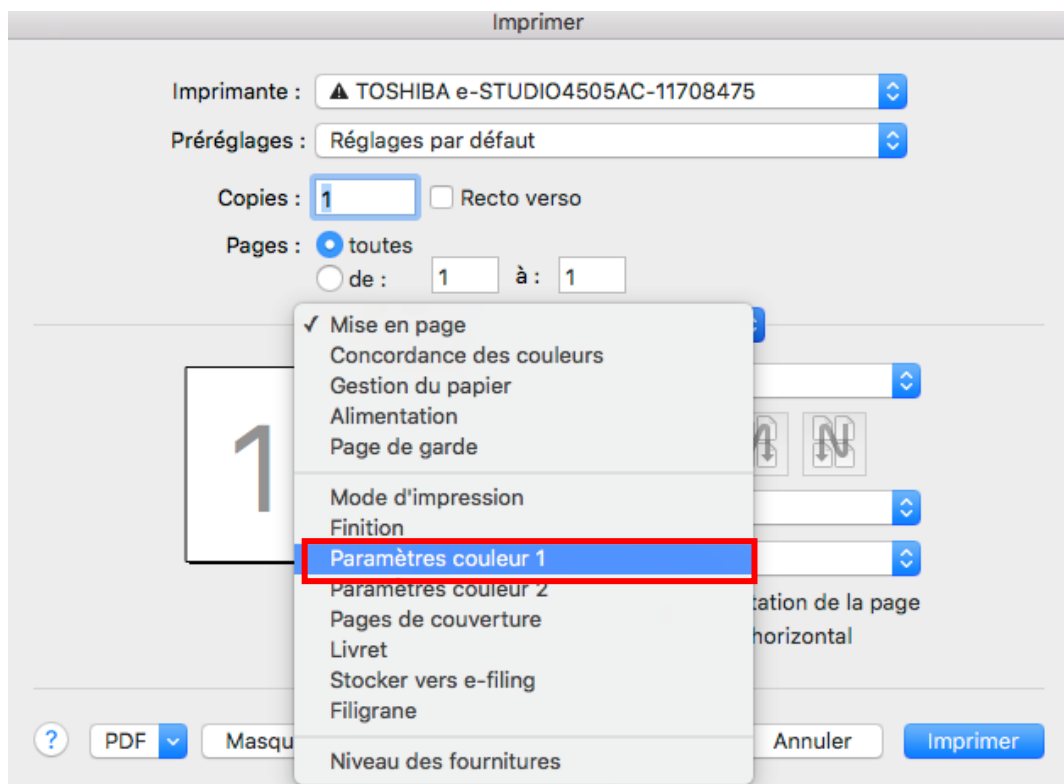 Imprimer
Imprimante : TOSHIBA e-STUDIO4505AC-11708475
Préréglages : Réglages par défaut
Copies : 1 Recto verso
Pages : toutes
de : 1 à : 1
Mise en page
Concordance des couleurs
Gestion du papier
Alimentation
Page de garde
1
Mode d'impression
Finition
Paramètres couleur 1
Paramètres couleur 2
de la page
Pages de couverture
horizontal
Livret
Stocker vers e-filing
Filigrane
? PDF Annuler Imprimer
Niveau des fournitures